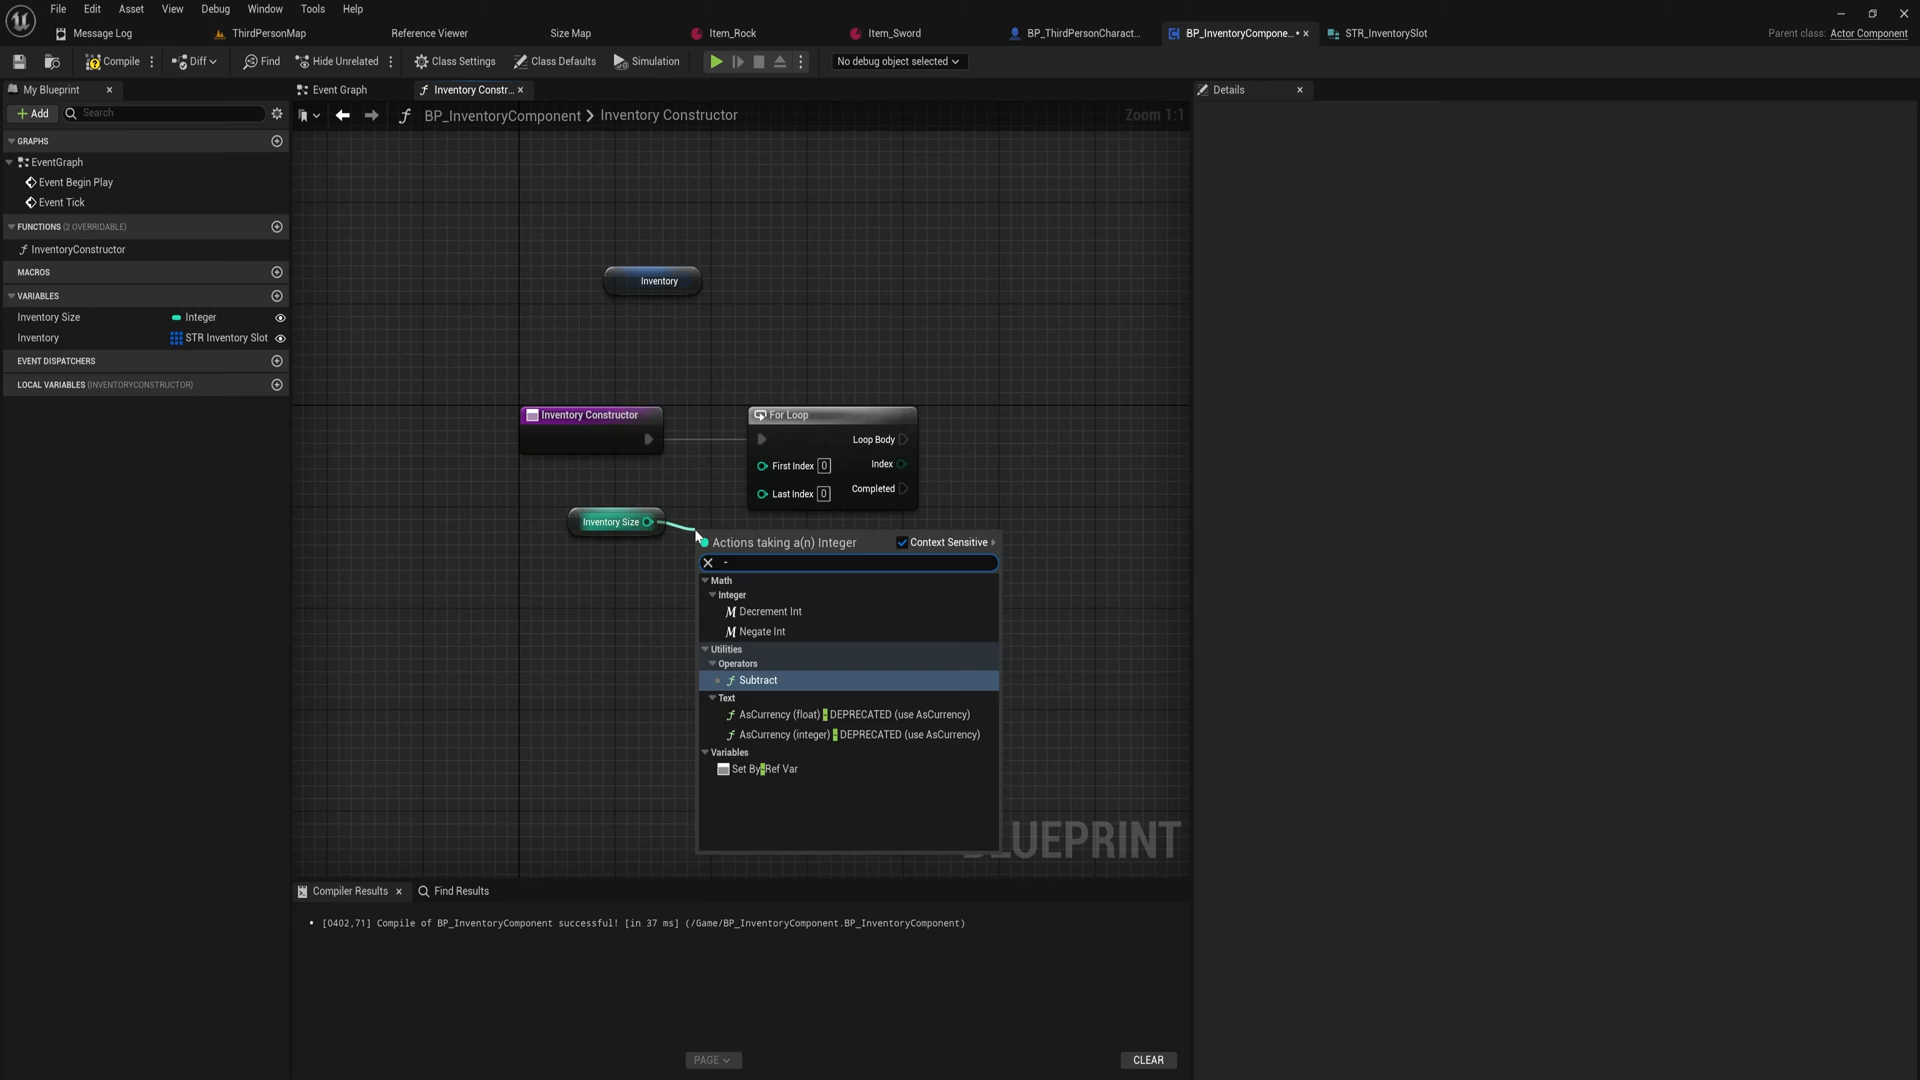 File Edit Asset View Debug Window Tools Help
Message Log ThirdPersonMap Reference Viewer Size Map Item_Rock Item_Sword BP_ThirdPersonCharact... BP_InventoryCompone...• × STR_InventorySlot Parent class: Actor Component
Compile Diff Find Hide Unrelated Class Settings Class Defaults Simulation No debug object selected
My Blueprint × Event Graph Inventory Constr... × Details ×
+ Add Search BP_InventoryComponent > Inventory Constructor Zoom 1:1
GRAPHS
EventGraph
Event Begin Play
Event Tick
FUNCTIONS (2 OVERRIDABLE)
InventoryConstructor
MACROS
VARIABLES
Inventory Size Integer
Inventory STR Inventory Slot
EVENT DISPATCHERS
LOCAL VARIABLES (INVENTORYCONSTRUCTOR)
Inventory
Inventory Constructor
For Loop
Loop Body
First Index 0 Index
Last Index 0 Completed
Inventory Size
Actions taking a(n) Integer Context Sensitive
-
Math
Integer
Decrement Int
Negate Int
Utilities
Operators
Subtract
Text
AsCurrency (float) - DEPRECATED (use AsCurrency)
AsCurrency (integer) - DEPRECATED (use AsCurrency)
Variables
Set By-Ref Var
LUEPRINT
Compiler Results × Find Results
• [0402,71] Compile of BP_InventoryComponent successful! [in 37 ms] (/Game/BP_InventoryComponent.BP_InventoryComponent)
PAGE CLEAR